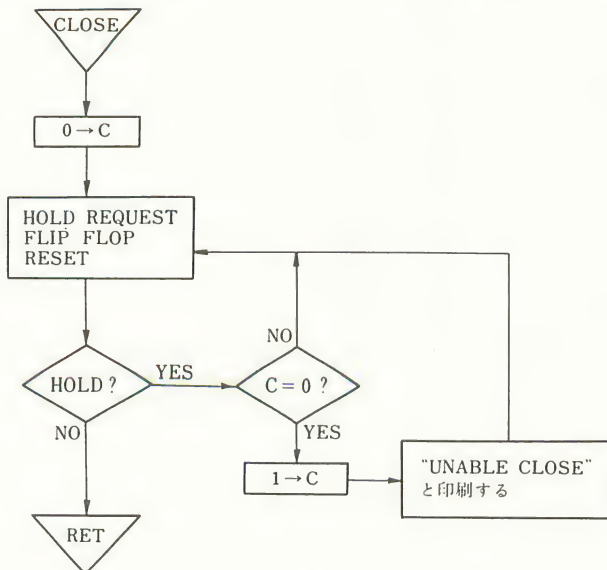 CLOSE
0→C
HOLD REQUEST
FLIP FLOP
RESET
HOLD?
YES
NO
C=0?
NO
YES
1→C
"UNABLE CLOSE"
と印刷する
RET